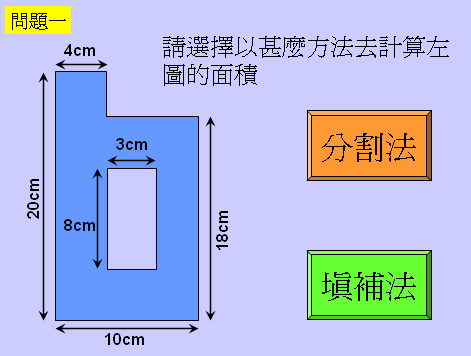 問題一
4cm
請選擇以甚麼方法去計算左
圖的面積
3cm
分割法
20cm
8cm
18cm
填補法
10cm